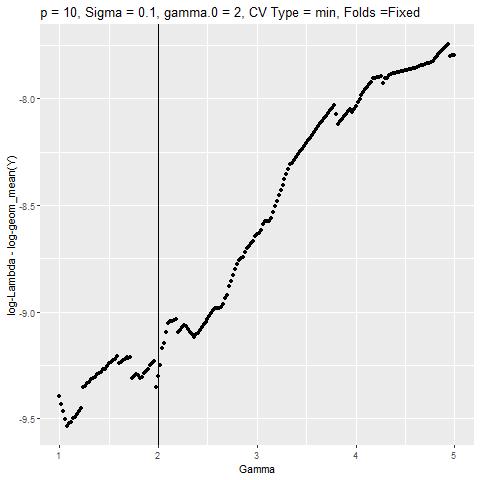 p = 10, Sigma = 0.1, gamma.0 = 2, CV Type = min, Folds =Fixed
log-Lambda - log-geom_mean(Y)
-8.0
-8.5
-9.0
-9.5
1 2 3 4 5
Gamma